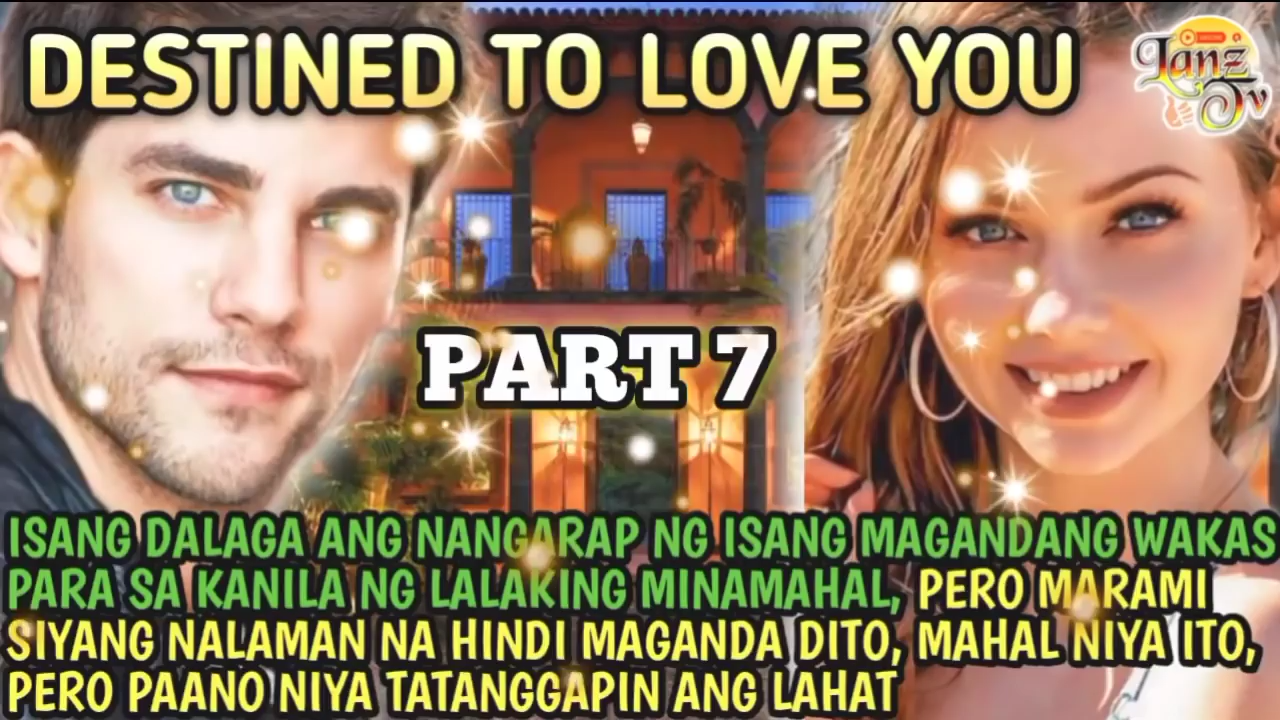 DESTINED TO LOVE YOU
Lanz
Tv
PART 7
ISANG DALAGA ANG NANGARAP NG ISANG MAGANDANG WAKAS
PARA SA KANILA NG LALAKING MINAMAHAL, PERO MARAMI
SIYANG NALAMAN NA HINDI MAGANDA DITO, MAHAL NIYA ITO,
PERO PAANO NIYA TATANGGAPIN ANG LAHAT